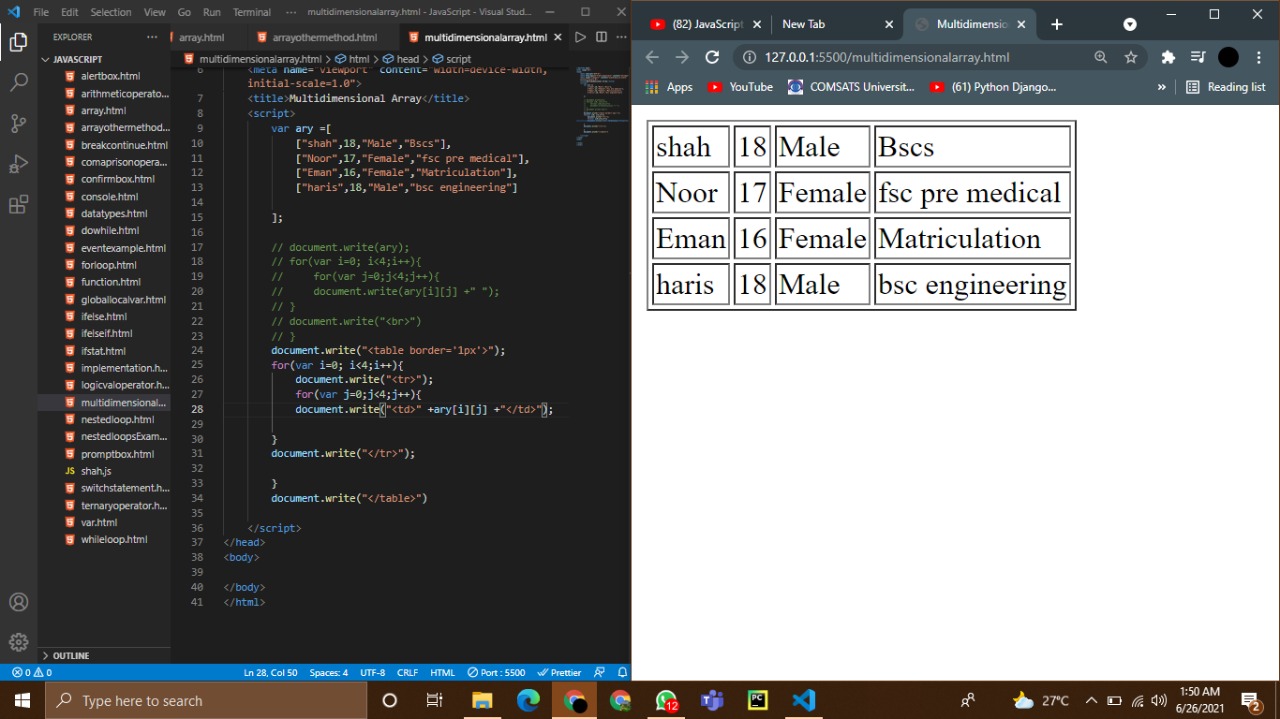 File Edit Selection View Go Run Terminal ··· multidimensionalarray.html - JavaScript - Visual Stud...
EXPLORER ···
JAVASCRIPT
alertbox.html
arithmeticoperato...
array.html
arrayothermethod...
breakcontinue.html
comaprisonopera...
confirmbox.html
console.html
datatypes.html
dowhile.html
eventexample.html
forloop.html
function.html
globallocalvar.html
ifelse.html
ifelseif.html
ifstat.html
implementation.h...
logicvaloperator.h...
multidimensional...
nestedloop.html
nestedloopsExam...
promptbox.html
JS shah.js
switchstatement.h...
ternaryoperator.h...
var.html
whileloop.html
OUTLINE
array.html arrayothermethod.html multidimensionalarray.html
multidimensionalarray.html > html > head > script
6 <meta name="viewport" content="width=device-width,
initial-scale=1.0">
7 <title>Multidimensional Array</title>
8 <script>
9 var ary =[
10 ["shah",18,"Male","Bscs"],
11 ["Noor",17,"Female","fsc pre medical"],
12 ["Eman",16,"Female","Matriculation"],
13 ["haris",18,"Male","bsc engineering"]
14
15 ];
16
17 // document.write(ary);
18 // for(var i=0; i<4;i++){
19 //     for(var j=0;j<4;j++){
20 //     document.write(ary[i][j] +" ");
21 // }
22 // document.write("<br>")
23 // }
24 document.write("<table border='1px'>");
25 for(var i=0; i<4;i++){
26 document.write("<tr>");
27 for(var j=0;j<4;j++){
28 document.write("<td>" +ary[i][j] +"</td>");
29
30 }
31 document.write("</tr>");
32
33 }
34 document.write("</table>")
35
36 </script>
37 </head>
38 <body>
39
40 </body>
41 </html>
0 0 Ln 28, Col 50 Spaces: 4 UTF-8 CRLF HTML Port : 5500 Prettier
(82) JavaScript New Tab Multidimensio
127.0.0.1:5500/multidimensionalarray.html
Apps YouTube COMSATS Universit... (61) Python Django... » Reading list
shah 18 Male Bscs
Noor 17 Female fsc pre medical
Eman 16 Female Matriculation
haris 18 Male bsc engineering
Type here to search
12
PC
27°C
1:50 AM
6/26/2021
2